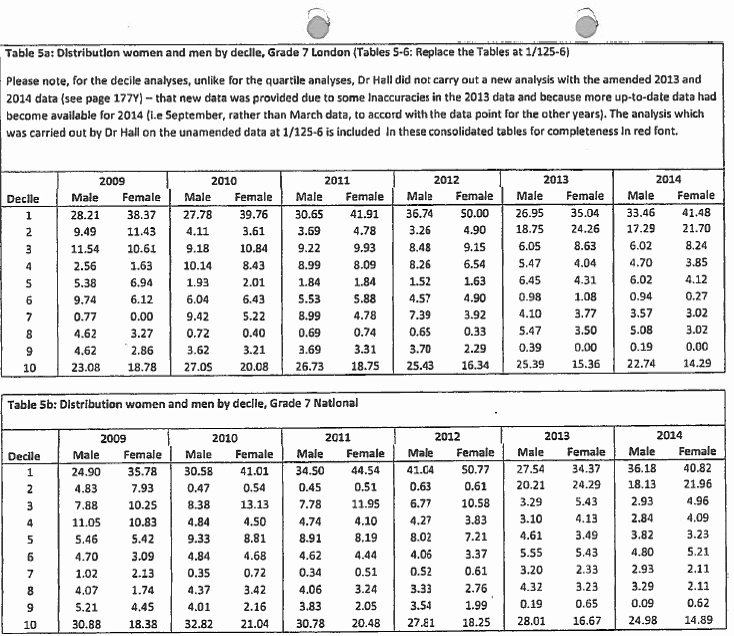 Table 5a: Distribution women and men by decile, Grade 7 London (Tables 5-6: Replace the Tables at 1/125-6)
Please note, for the decile analyses, unlike for the quartile analyses, Dr Hall did not carry out a new analysis with the amended 2013 and
2014 data (see page 177Y) – that new data was provided due to some inaccuracies in the 2013 data and because more up-to-date data had
become available for 2014 (i.e September, rather than March data, to accord with the data point for the other years). The analysis which
was carried out by Dr Hall on the unamended data at 1/125-6 is included in these consolidated tables for completeness in red font.
2009 2010 2011 2012 2013 2014
Decile Male Female Male Female Male Female Male Female Male Female Male Female
1 28.21 38.37 27.78 39.76 30.65 41.91 36.74 50.00 26.95 35.04 33.46 41.48
2 9.49 11.43 4.11 3.61 3.69 4.78 3.26 4.90 18.75 24.26 17.29 21.70
3 11.54 10.61 9.18 10.84 9.22 9.93 8.48 9.15 6.05 8.63 6.02 8.24
4 2.56 1.63 10.14 8.43 8.99 8.09 8.26 6.54 5.47 4.04 4.70 3.85
5 5.38 6.94 1.93 2.01 1.84 1.84 1.52 1.63 6.45 4.31 6.02 4.12
6 9.74 6.12 6.04 6.43 5.53 5.88 4.57 4.90 0.98 1.08 0.94 0.27
7 0.77 0.00 9.42 5.22 8.99 4.78 7.39 3.92 4.10 3.77 3.57 3.02
8 4.62 3.27 0.72 0.40 0.69 0.74 0.65 0.33 5.47 3.50 5.08 3.02
9 4.62 2.86 3.62 3.21 3.69 3.31 3.70 2.29 0.39 0.00 0.19 0.00
10 23.08 18.78 27.05 20.08 26.73 18.75 25.43 16.34 25.39 15.36 22.74 14.29
Table 5b: Distribution women and men by decile, Grade 7 National
2009 2010 2011 2012 2013 2014
Decile Male Female Male Female Male Female Male Female Male Female Male Female
1 24.90 35.78 30.58 41.01 34.50 44.54 41.04 50.77 27.54 34.37 36.18 40.82
2 4.83 7.93 0.47 0.54 0.45 0.51 0.63 0.61 20.21 24.29 18.13 21.96
3 7.88 10.25 8.38 13.13 7.78 11.95 6.77 10.58 3.29 5.43 2.93 4.96
4 11.05 10.83 4.84 4.50 4.74 4.10 4.27 3.83 3.10 4.13 2.84 4.09
5 5.46 5.42 9.33 8.81 8.91 8.19 8.02 7.21 4.61 3.49 3.82 3.23
6 4.70 3.09 4.84 4.68 4.62 4.44 4.06 3.37 5.55 5.43 4.80 5.21
7 1.02 2.13 0.35 0.72 0.34 0.51 0.52 0.61 3.20 2.33 2.93 2.11
8 4.07 1.74 4.37 3.42 4.06 3.24 3.33 2.76 4.32 3.23 3.29 2.11
9 5.21 4.45 4.01 2.16 3.83 2.05 3.54 1.99 0.19 0.65 0.09 0.62
10 30.88 18.38 32.82 21.04 30.78 20.48 27.81 18.25 28.01 16.67 24.98 14.89